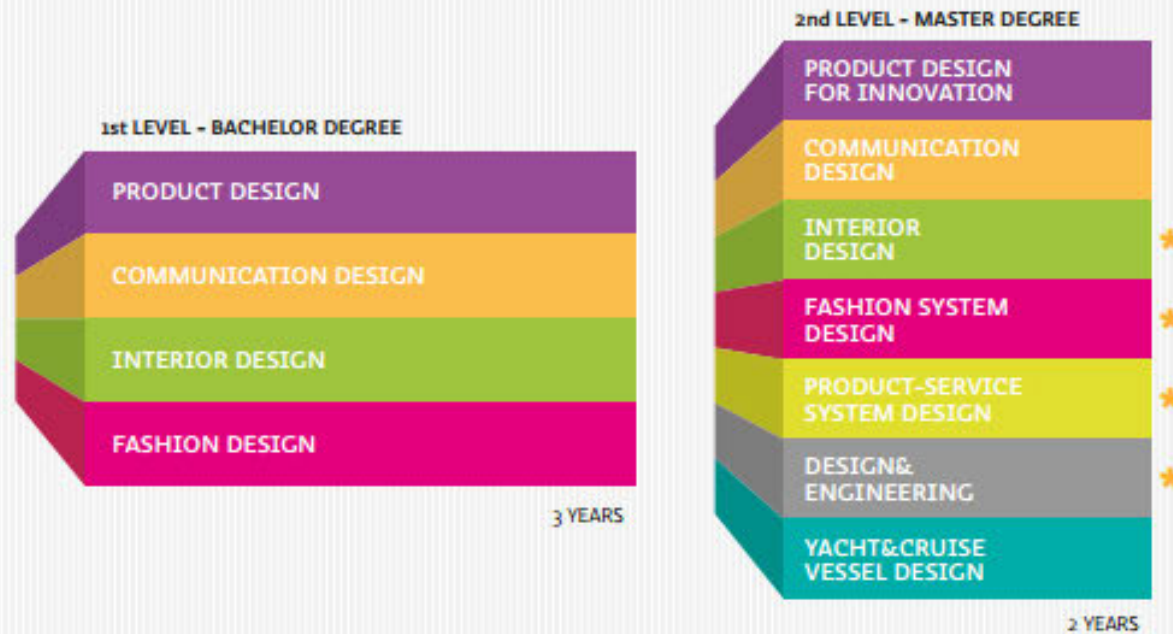 1st LEVEL - BACHELOR DEGREE
PRODUCT DESIGN
COMMUNICATION DESIGN
INTERIOR DESIGN
FASHION DESIGN
3 YEARS
2nd LEVEL - MASTER DEGREE
PRODUCT DESIGN
FOR INNOVATION
COMMUNICATION
DESIGN
INTERIOR
DESIGN
*
FASHION SYSTEM
DESIGN
*
PRODUCT-SERVICE
SYSTEM DESIGN
*
DESIGN&
ENGINEERING
*
YACHT&CRUISE
VESSEL DESIGN
2 YEARS